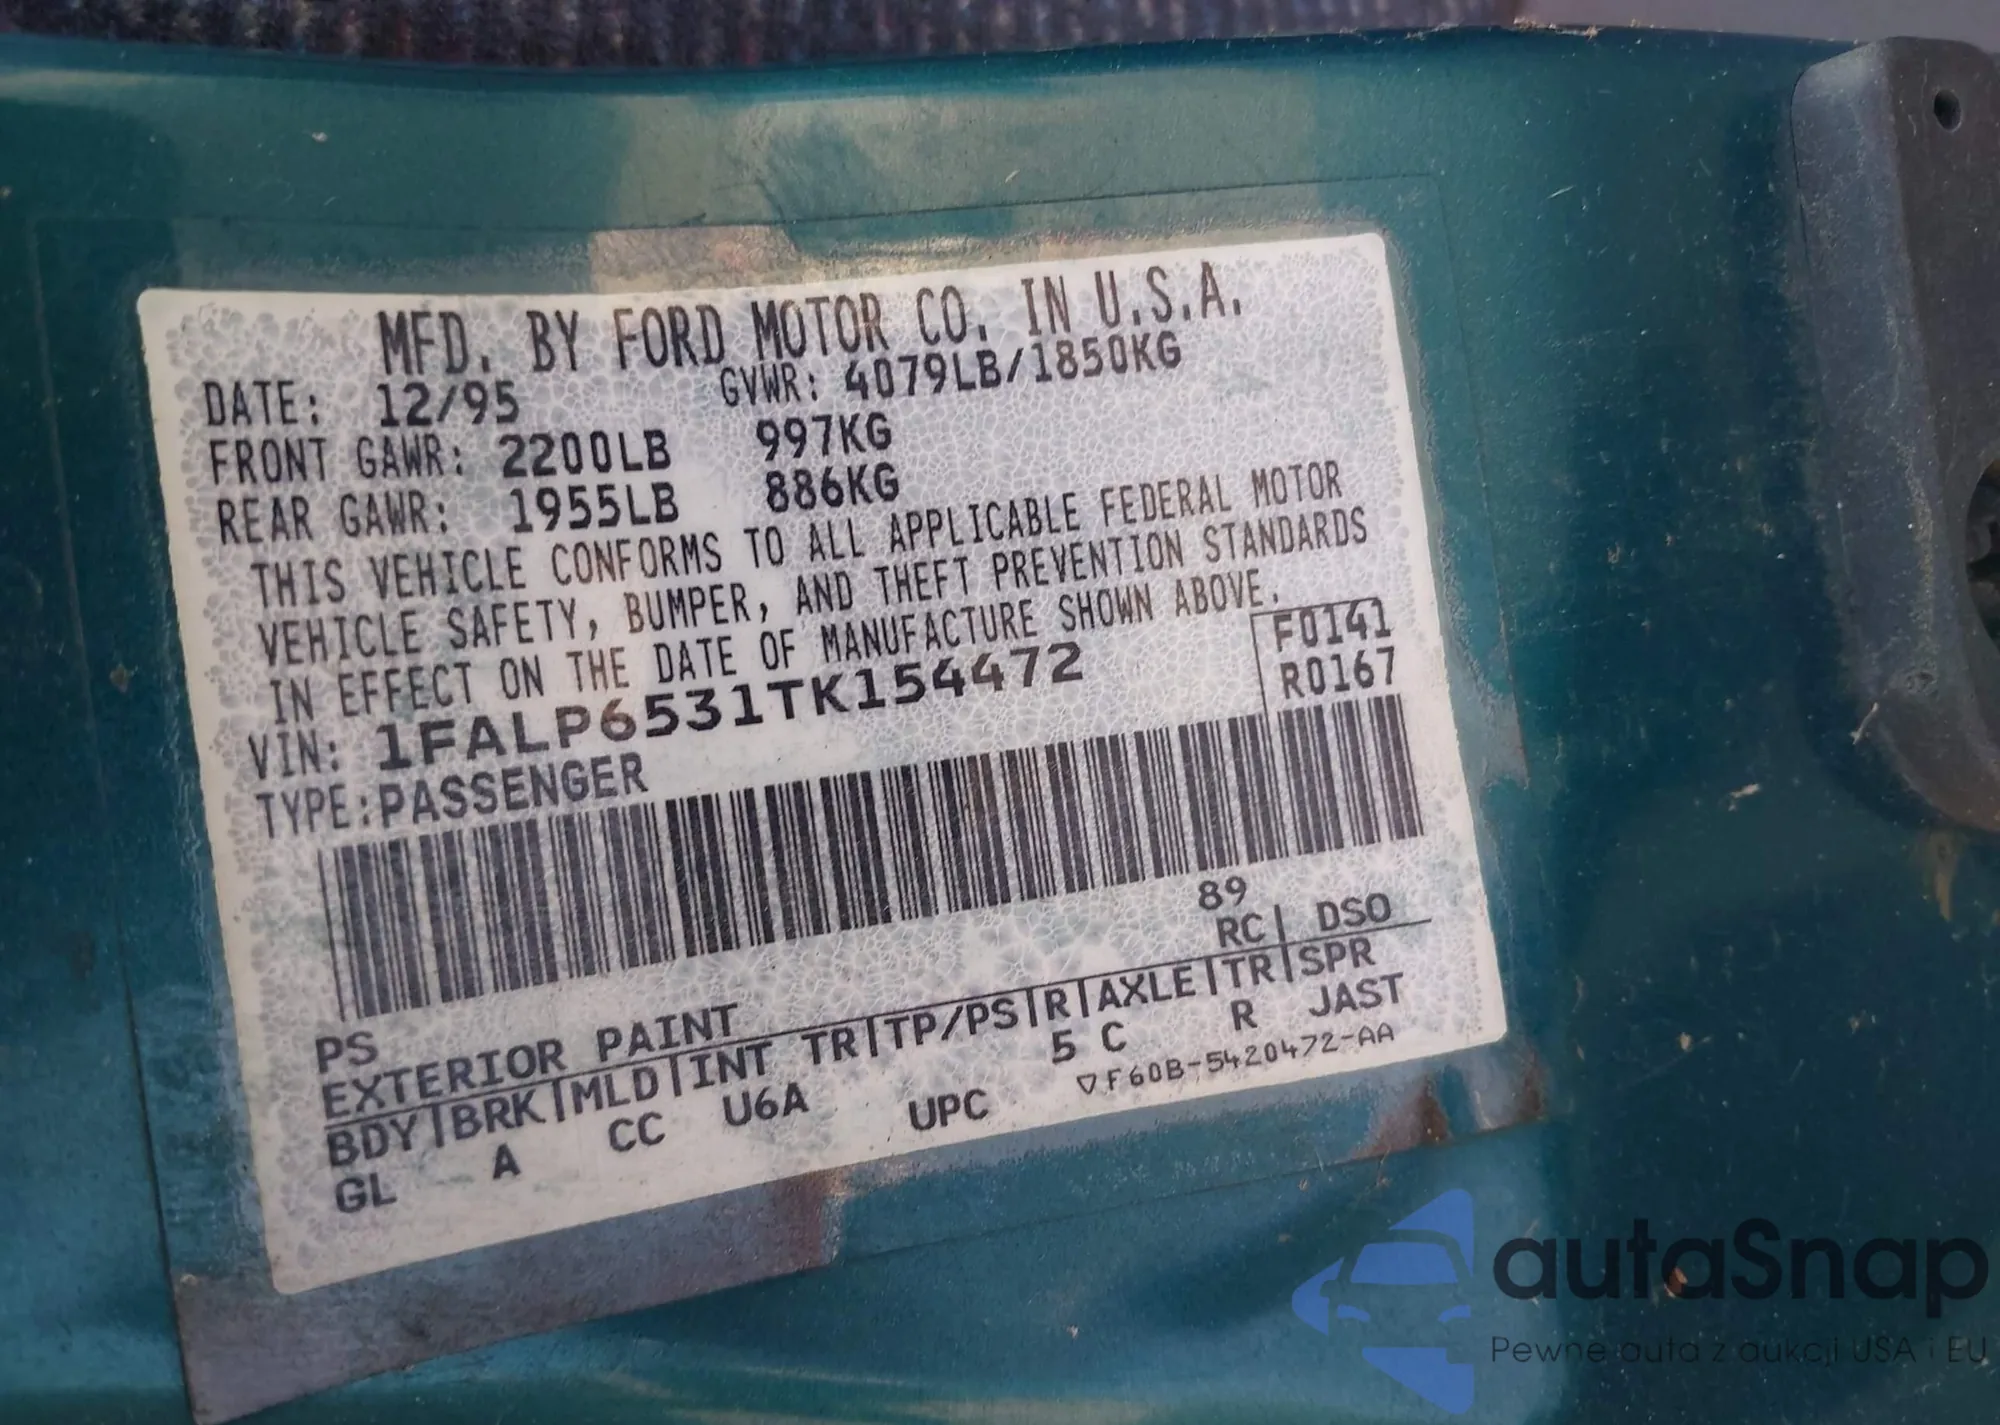 MFD. BY FORD MOTOR CO. IN U.S.A.
DATE: 12/95 GVWR: 4079LB/1850KG
FRONT GAWR: 2200LB 997KG
REAR GAWR: 1955LB 886KG
THIS VEHICLE CONFORMS TO ALL APPLICABLE FEDERAL MOTOR
VEHICLE SAFETY, BUMPER, AND THEFT PREVENTION STANDARDS
IN EFFECT ON THE DATE OF MANUFACTURE SHOWN ABOVE.
VIN: 1FALP6531TK154472
F0141
R0167
TYPE:PASSENGER
89
RC| DSO
PS
EXTERIOR PAINT
BDY|BRK|MLD|INT TR|TP/PS|R|AXLE|TR|SPR
GL A CC U6A 5 C R JAST
UPC ▽F60B-5420472-AA
autaSnap
Pewne auta z aukcji USA i EU